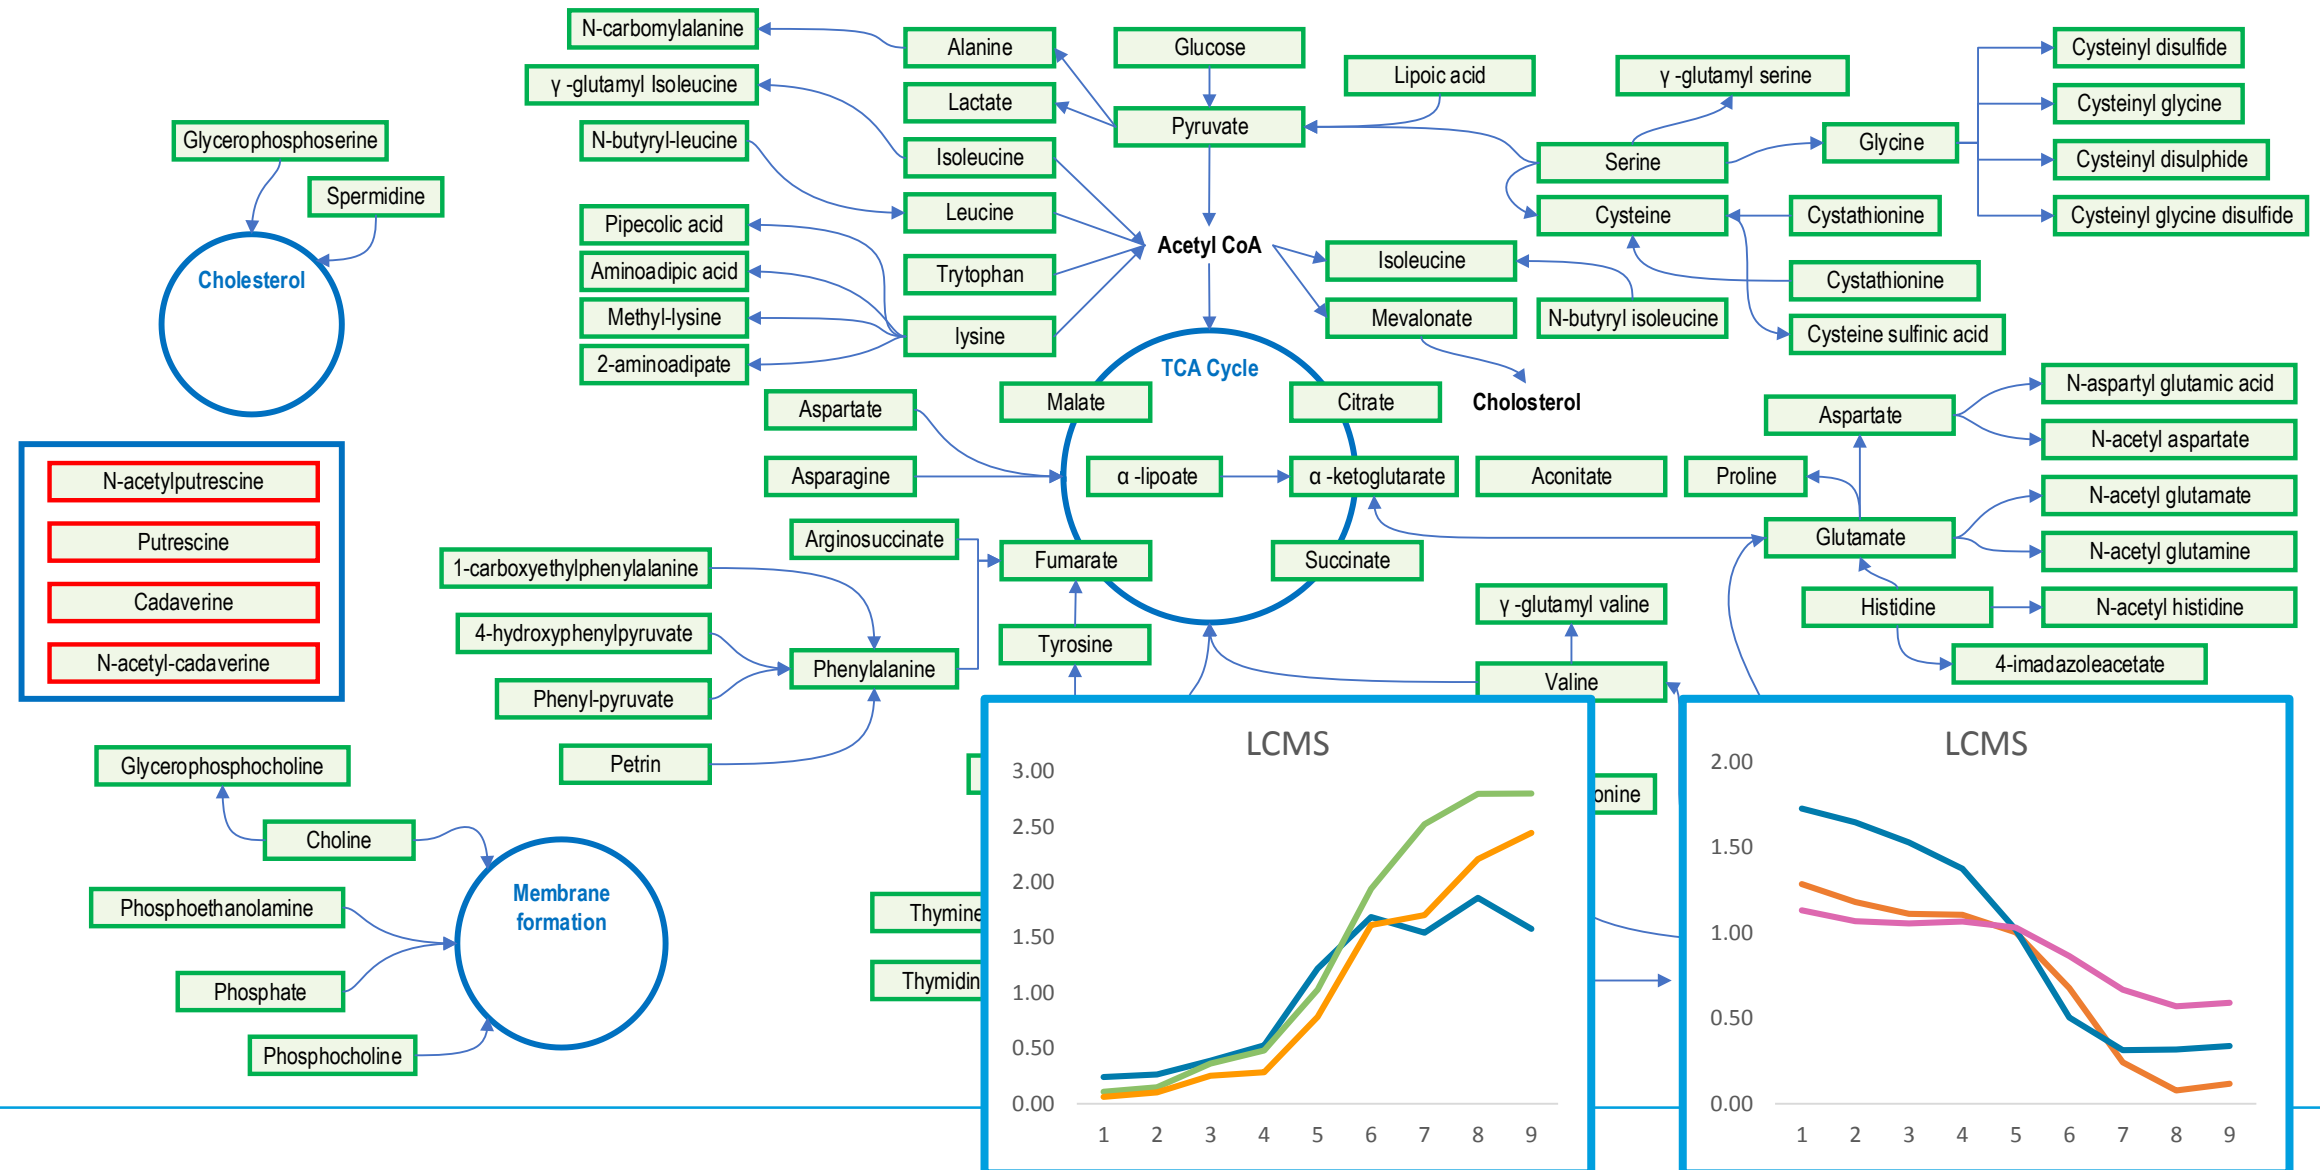 N-carbomylalanine
Alanine
Glucose
Cysteinyl disulfide
γ -glutamyl Isoleucine
Lactate
Lipoic acid
γ -glutamyl serine
Cysteinyl glycine
Glycerophosphoserine
N-butyryl-leucine
Isoleucine
Pyruvate
Serine
Glycine
Cysteinyl disulphide
Spermidine
Pipecolic acid
Leucine
Cysteine
Cystathionine
Cysteinyl glycine disulfide
Acetyl CoA
Cholesterol
Aminoadipic acid
Trytophan
Isoleucine
Cystathionine
Methyl-lysine
lysine
Mevalonate
N-butyryl isoleucine
Cysteine sulfinic acid
2-aminoadipate
TCA Cycle
Aspartate
Malate
Citrate
Cholosterol
Aspartate
N-aspartyl glutamic acid
N-acetyl aspartate
N-acetylputrescine
Asparagine
α -lipoate
α -ketoglutarate
Aconitate
Proline
N-acetyl glutamate
Putrescine
Arginosuccinate
Glutamate
N-acetyl glutamine
1-carboxyethylphenylalanine
Fumarate
Succinate
Cadaverine
γ -glutamyl valine
Histidine
N-acetyl histidine
4-hydroxyphenylpyruvate
Tyrosine
N-acetyl-cadaverine
Phenylalanine
Valine
4-imadazoleacetate
Phenyl-pyruvate
Petrin
Glycerophosphocholine
onine
Choline
Membrane
formation
Phosphoethanolamine
Thymine
Phosphate
Thymidin
Phosphocholine
LCMS
3.00
2.50
2.00
1.50
1.00
0.50
0.00
1 2 3 4 5 6 7 8 9
LCMS
2.00
1.50
1.00
0.50
0.00
1 2 3 4 5 6 7 8 9